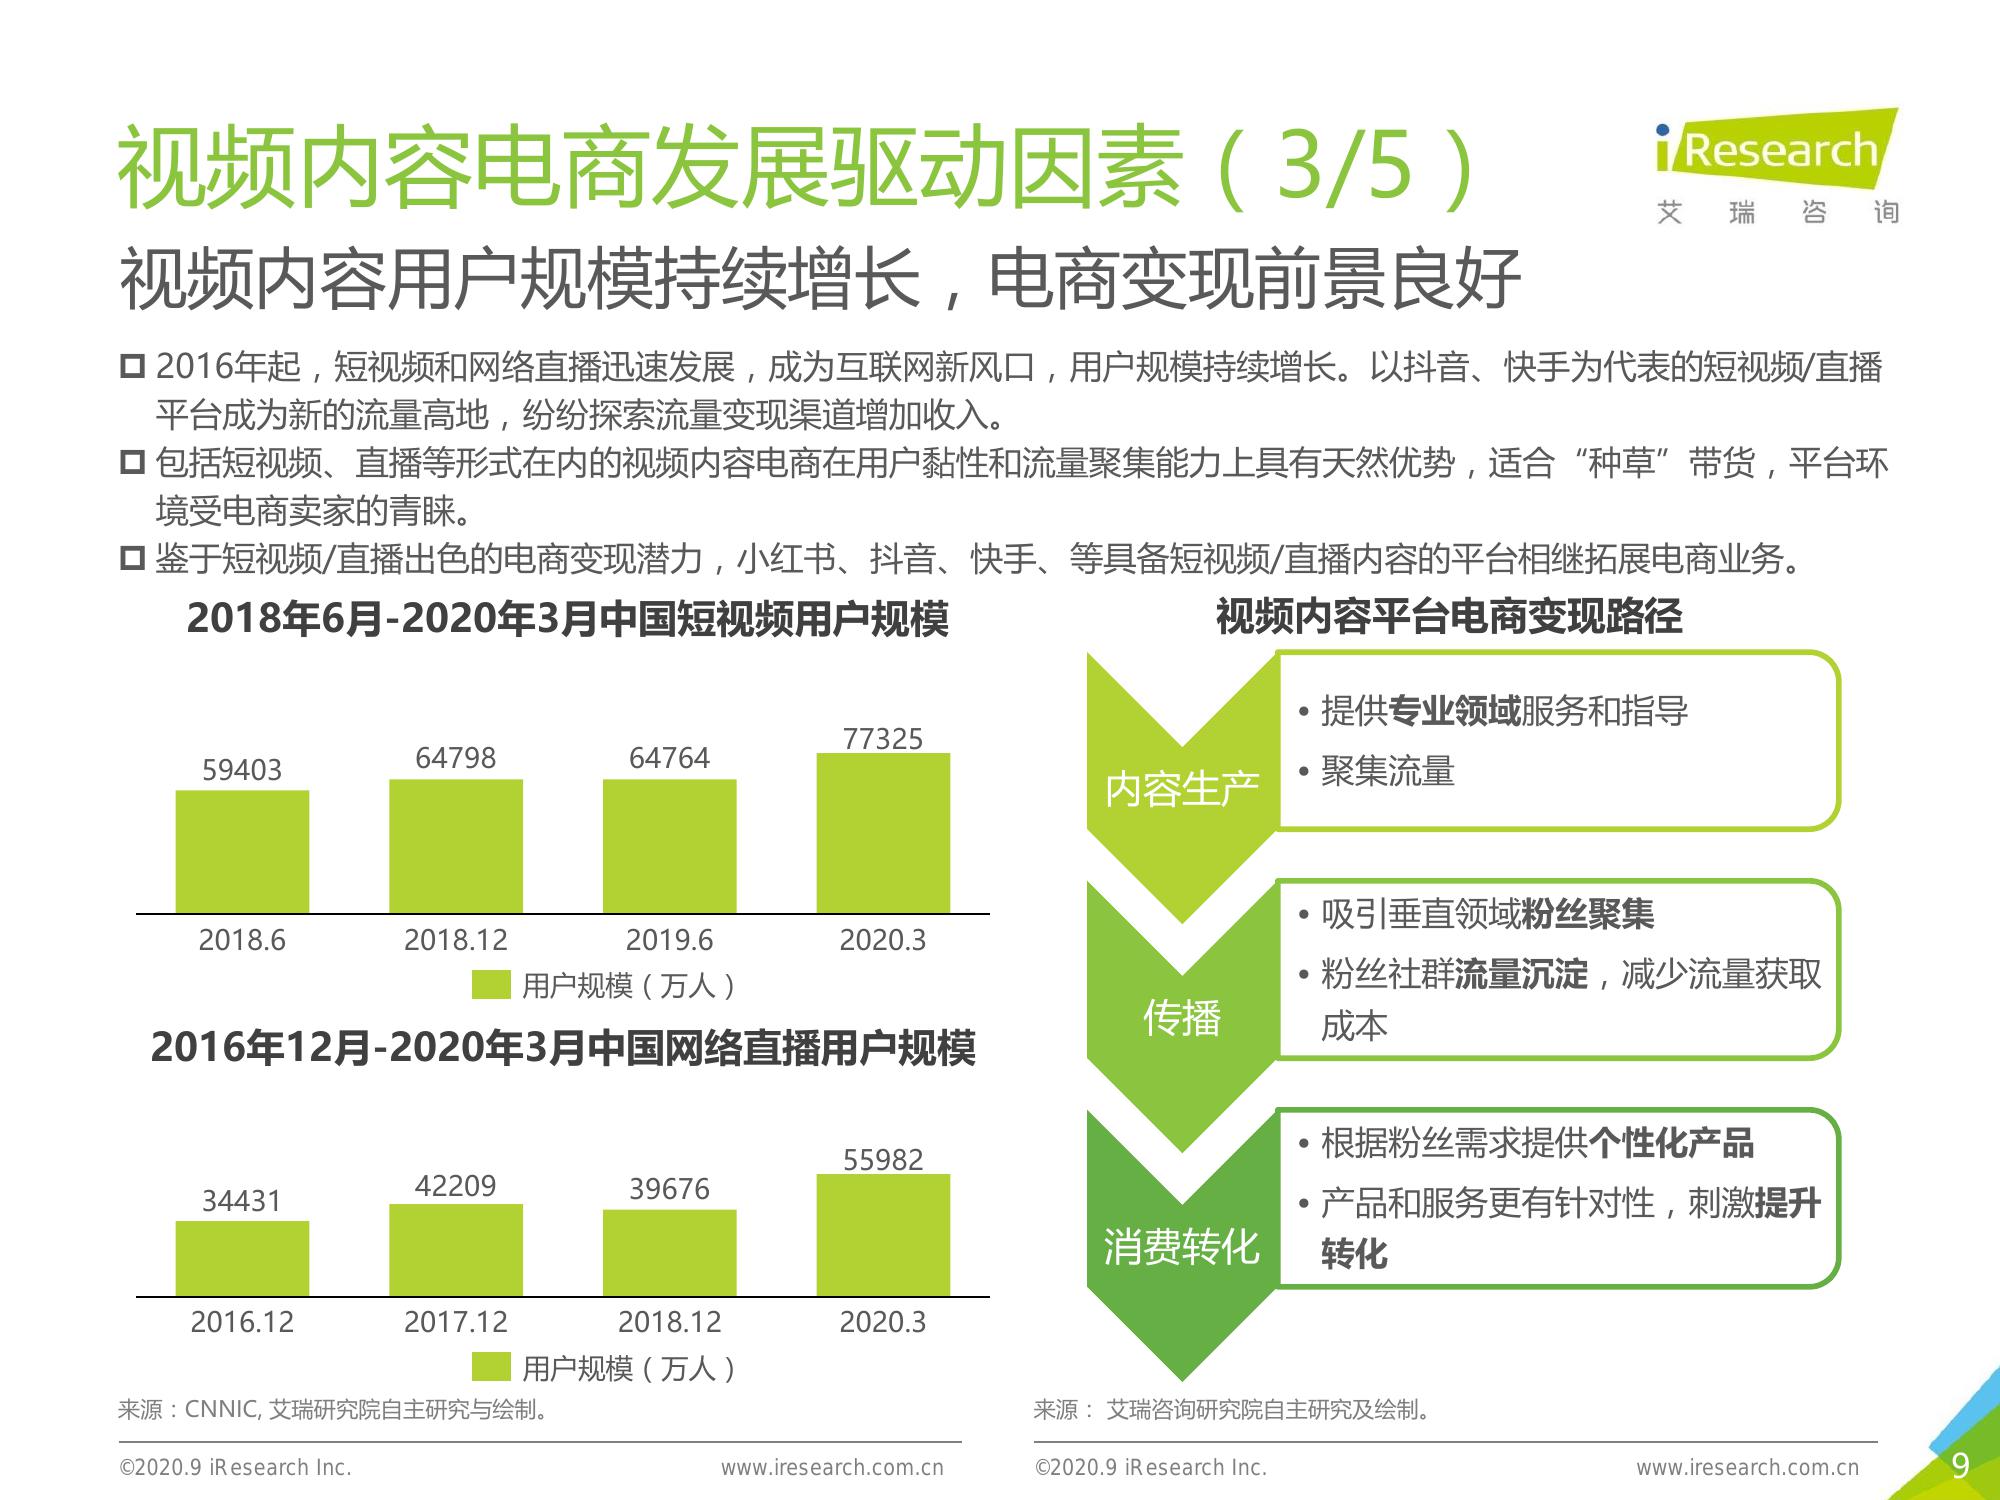 视频内容电商发展驱动因素（3/5）
iResearch
艾瑞咨询
视频内容用户规模持续增长，电商变现前景良好
2016年起，短视频和网络直播迅速发展，成为互联网新风口，用户规模持续增长。以抖音、快手为代表的短视频/直播
平台成为新的流量高地，纷纷探索流量变现渠道增加收入。
包括短视频、直播等形式在内的视频内容电商在用户黏性和流量聚集能力上具有天然优势，适合“种草”带货，平台环
境受电商卖家的青睐。
鉴于短视频/直播出色的电商变现潜力，小红书、抖音、快手、等具备短视频/直播内容的平台相继拓展电商业务。
2018年6月-2020年3月中国短视频用户规模
59403
64798
64764
77325
2018.6
2018.12
2019.6
2020.3
用户规模（万人）
2016年12月-2020年3月中国网络直播用户规模
34431
42209
39676
55982
2016.12
2017.12
2018.12
2020.3
用户规模（万人）
来源：CNNIC, 艾瑞研究院自主研究与绘制。
视频内容平台电商变现路径
内容生产
• 提供专业领域服务和指导
• 聚集流量
传播
• 吸引垂直领域粉丝聚集
• 粉丝社群流量沉淀，减少流量获取
成本
消费转化
• 根据粉丝需求提供个性化产品
• 产品和服务更有针对性，刺激提升
转化
来源： 艾瑞咨询研究院自主研究及绘制。
©2020.9 iResearch Inc.
www.iresearch.com.cn
©2020.9 iResearch Inc.
www.iresearch.com.cn
9